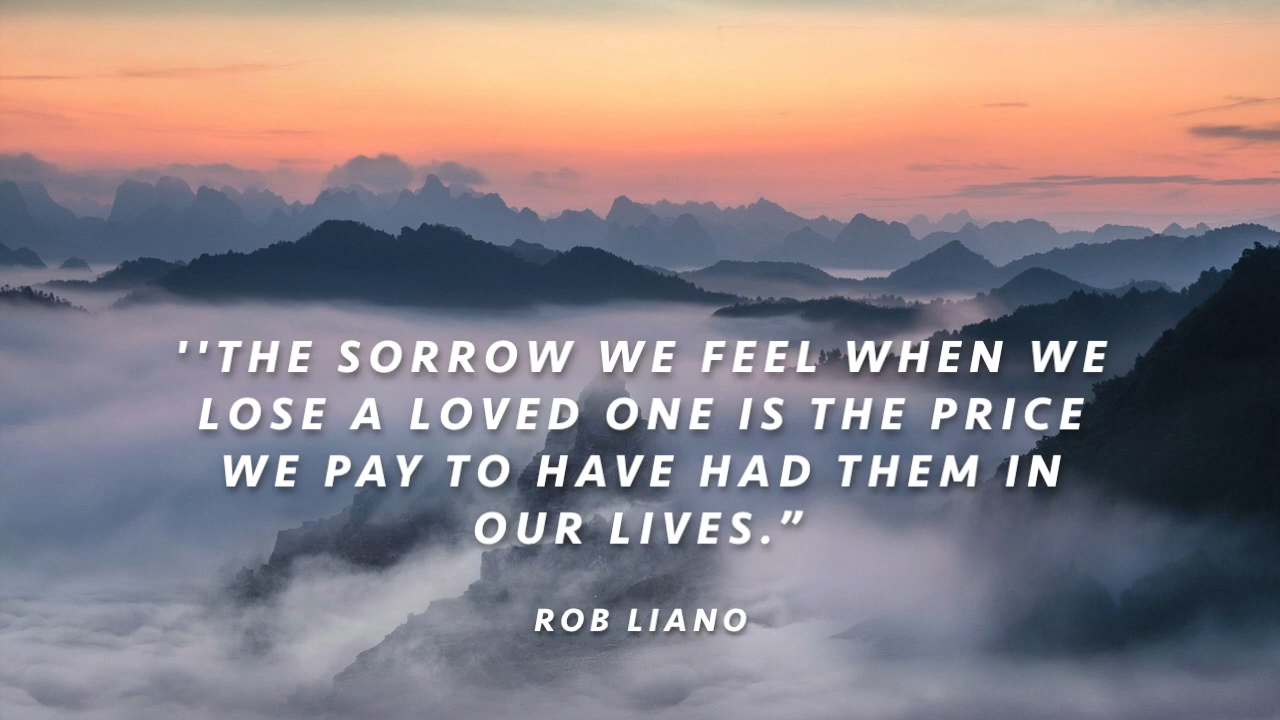 ''THE SORROW WE FEEL WHEN WE
LOSE A LOVED ONE IS THE PRICE
WE PAY TO HAVE HAD THEM IN
OUR LIVES.”
ROB LIANO